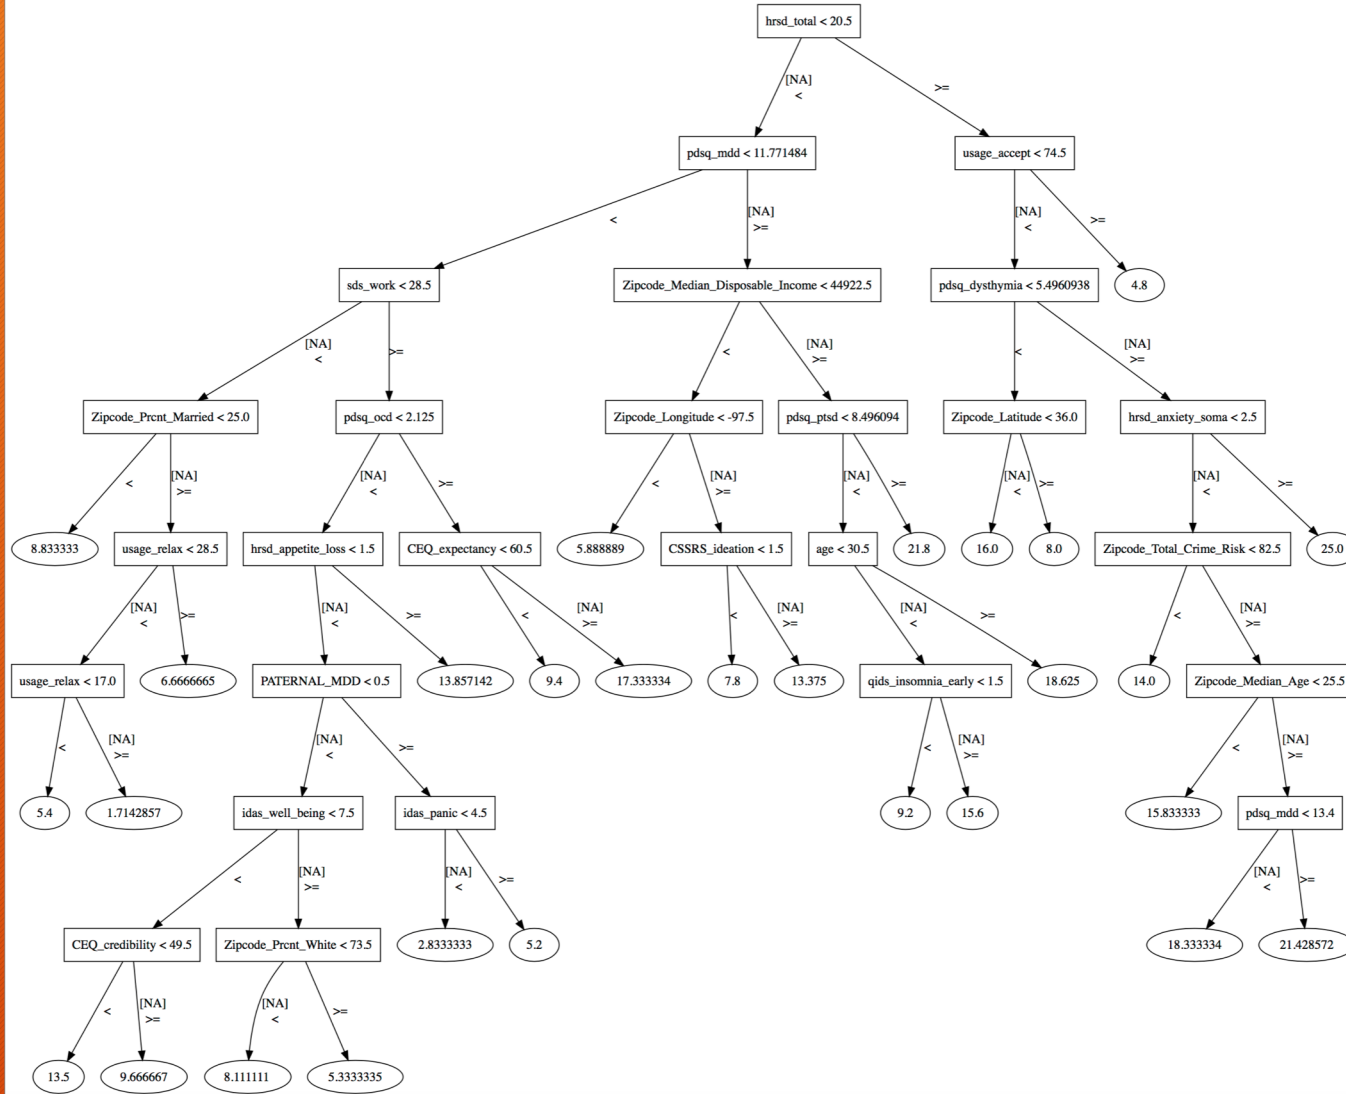 hrsd_total < 20.5
[NA]
<
>=
pdsq_mdd < 11.771484
usage_accept < 74.5
<
[NA]
>=
[NA]
<
>=
sds_work < 28.5
Zipcode_Median_Disposable_Income < 44922.5
pdsq_dysthymia < 5.4960938
4.8
[NA]
<
>=
<
[NA]
>=
<
[NA]
>=
Zipcode_Prcnt_Married < 25.0
pdsq_ocd < 2.125
Zipcode_Longitude < -97.5
pdsq_ptsd < 8.496094
Zipcode_Latitude < 36.0
hrsd_anxiety_soma < 2.5
<
[NA]
>=
[NA]
<
>=
<
[NA]
>=
[NA]
<
>=
[NA]
<
>=
[NA]
<
>=
8.833333
usage_relax < 28.5
hrsd_appetite_loss < 1.5
CEQ_expectancy < 60.5
5.888889
CSSRS_ideation < 1.5
age < 30.5
21.8
16.0
8.0
Zipcode_Total_Crime_Risk < 82.5
25.0
[NA]
<
>=
[NA]
<
>=
<
[NA]
>=
<
[NA]
>=
[NA]
<
>=
<
[NA]
>=
usage_relax < 17.0
6.6666665
PATERNAL_MDD < 0.5
13.857142
9.4
17.333334
7.8
13.375
qids_insomnia_early < 1.5
18.625
14.0
Zipcode_Median_Age < 25.5
<
[NA]
>=
[NA]
<
>=
<
[NA]
>=
<
[NA]
>=
5.4
1.7142857
idas_well_being < 7.5
idas_panic < 4.5
9.2
15.6
15.833333
pdsq_mdd < 13.4
<
[NA]
>=
[NA]
<
>=
[NA]
<
>=
CEQ_credibility < 49.5
Zipcode_Prcnt_White < 73.5
2.8333333
5.2
18.333334
21.428572
<
[NA]
>=
[NA]
<
>=
13.5
9.666667
8.111111
5.3333335